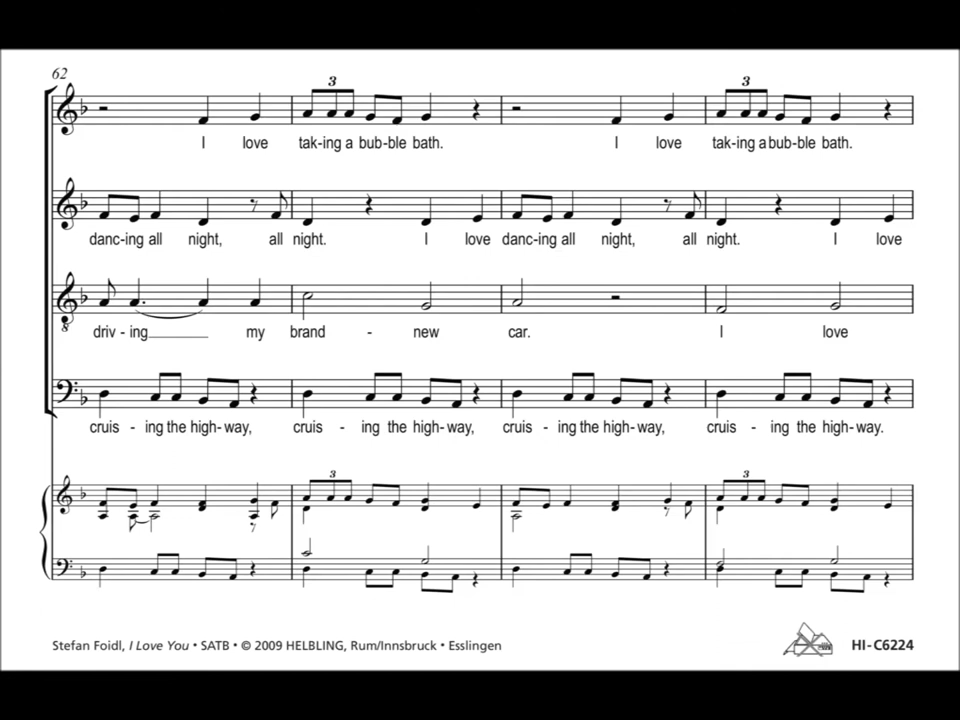 62
3 3
I love tak-ing a bub-ble bath. I love tak-ing a bub-ble bath.
danc-ing all night, all night. I love danc-ing all night, all night. I love
8
driv - ing my brand - new car. I love
cruis - ing the high-way, cruis - ing the high-way, cruis - ing the high-way, cruis - ing the high-way.
3 3
Stefan Foidl, I Love You • SATB • © 2009 HELBLING, Rum/Innsbruck • Esslingen
HI-C6224